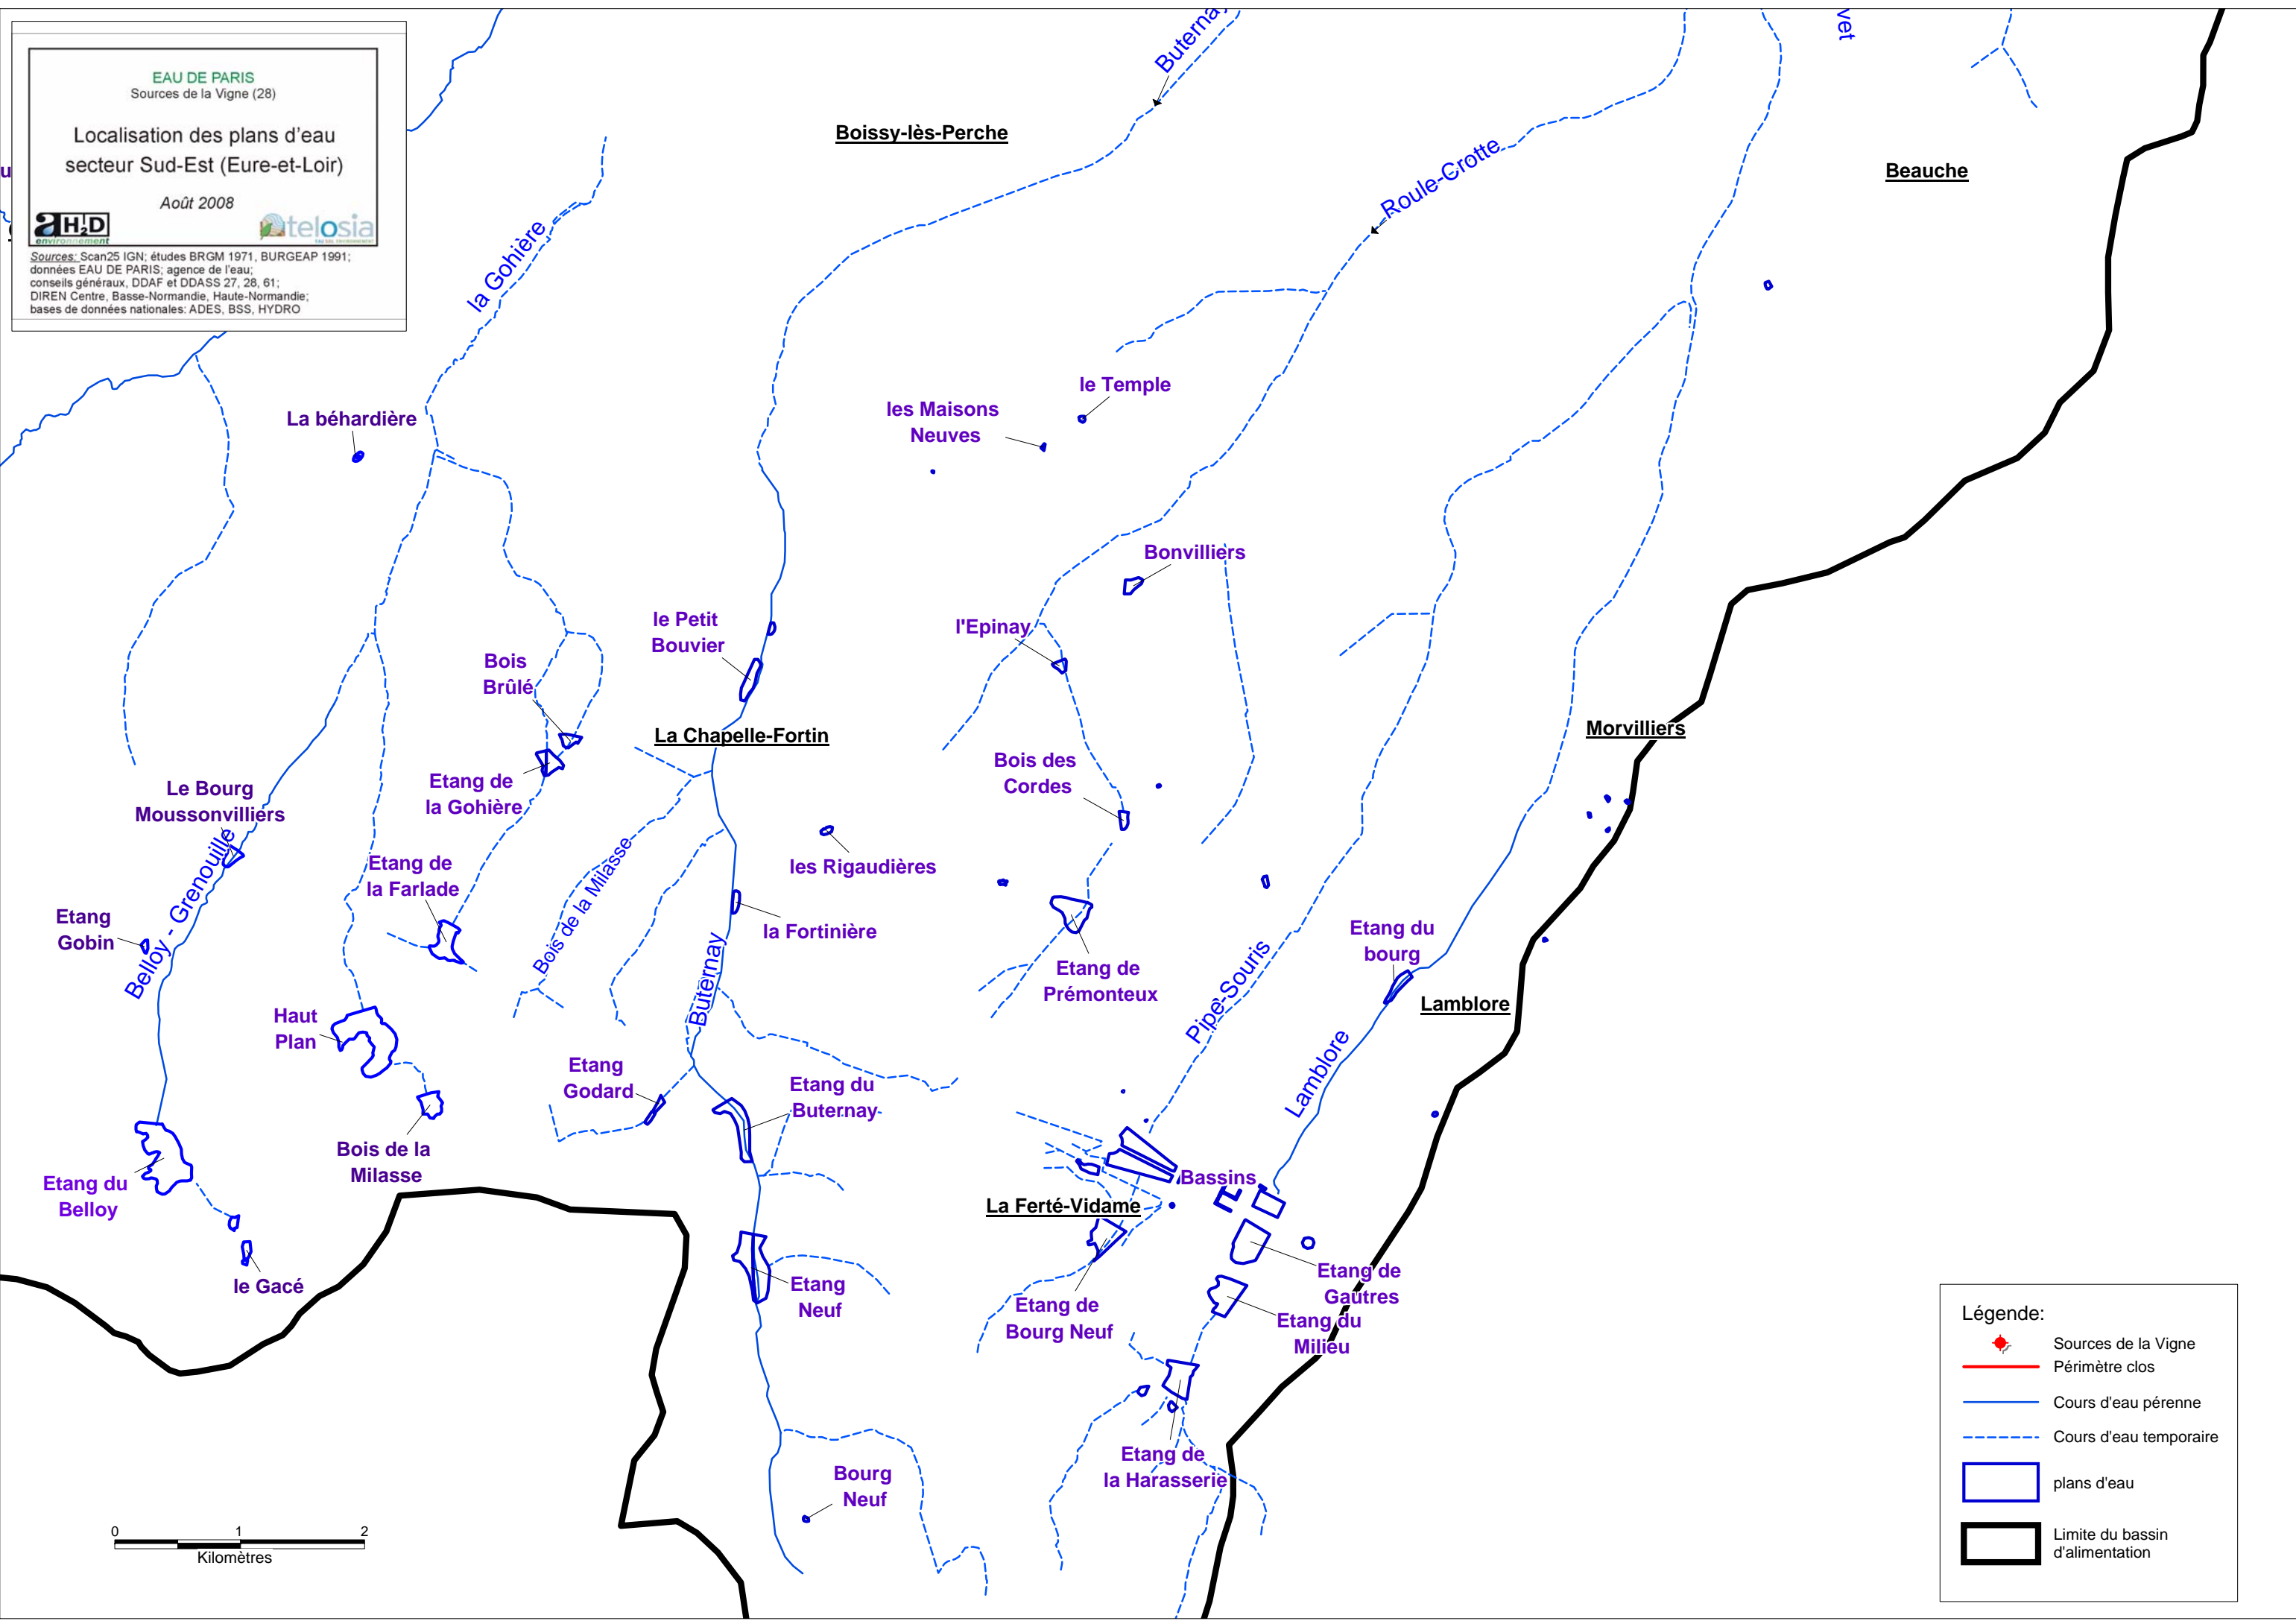 EAU DE PARIS
Sources de la Vigne (28)
Localisation des plans d'eau
secteur Sud-Est (Eure-et-Loir)
Août 2008
aH2D
environnement
telosia
Sources: Scan25 IGN; études BRGM 1971, BURGEAP 1991;
données EAU DE PARIS; agence de l'eau;
conseils généraux, DDAF et DDASS 27, 28, 61;
DIREN Centre, Basse-Normandie, Haute-Normandie;
bases de données nationales: ADES, BSS, HYDRO
Buternay
vet
Boissy-lès-Perche
Roule-Crotte
Beauche
la Gohière
La béhardière
le Temple
les Maisons
Neuves
Bonvilliers
le Petit
Bouvier
l'Epinay
Bois
Brûlé
La Chapelle-Fortin
Morvilliers
Etang de
la Gohière
Bois des
Cordes
Le Bourg
Moussonvilliers
les Rigaudières
Etang de
la Farlade
Bois de la Milasse
Belloy - Grenouille
Etang
Gobin
la Fortinière
Etang du
bourg
Etang de
Prémonteux
Buternay
Pipe-Souris
Lamblore
Lamblore
Haut
Plan
Etang
Godard
Etang du
Buternay
Bois de la
Milasse
Etang du
Belloy
Bassins
La Ferté-Vidame
le Gacé
Etang
Neuf
Etang de
Bourg Neuf
Etang de
Gautres
Etang du
Milieu
Etang de
la Harasserie
Bourg
Neuf
0 1 2
Kilomètres
Légende:
Sources de la Vigne
Périmètre clos
Cours d'eau pérenne
Cours d'eau temporaire
plans d'eau
Limite du bassin
d'alimentation